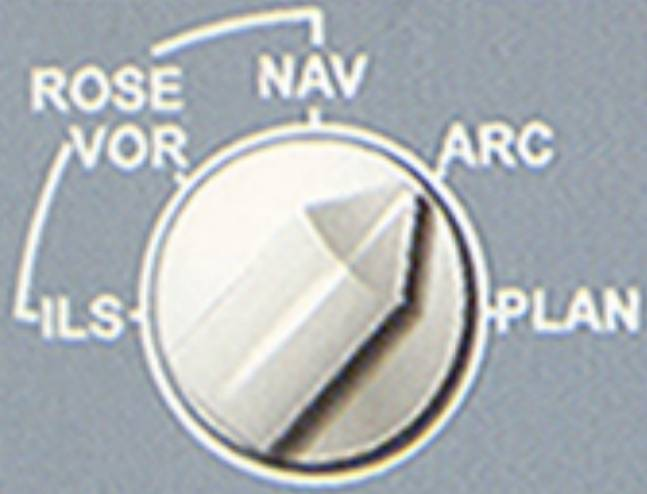 ROSE
NAV
VOR
ARC
ILS
PLAN